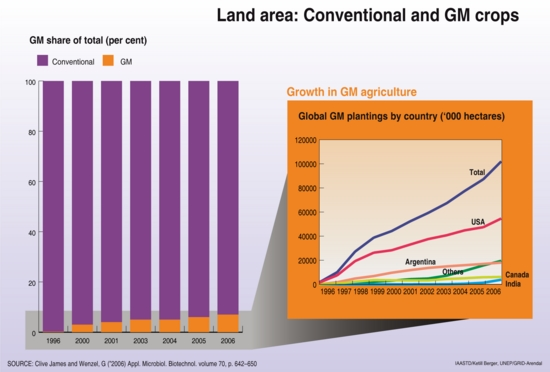 Land area: Conventional and GM crops
GM share of total (per cent)
Conventional GM
100
80
60
40
20
0
1996 2000 2001 2003 2004 2005 2006
Growth in GM agriculture
Global GM plantings by country ('000 hectares)
120000
100000
80000
60000
40000
20000
0
Total
USA
Argentina
Others
Canada
India
1996 1997 1998 1999 2000 2001 2002 2003 2004 2005 2006
SOURCE: Clive James and Wenzel, G ("2006) Appl. Microbiol. Biotechnol. volume 70, p. 642–650
IAASTD/Ketill Berger, UNEP/GRID-Arendal